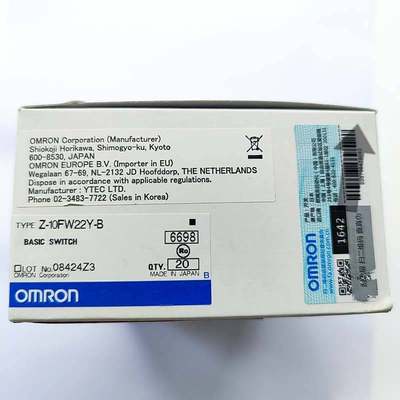 OMRON Corporation (Manufacturer)
Shiokoji Horikawa, Shimogyo-ku, Kyoto
600-8530, JAPAN
OMRON EUROPE B.V. (Importer in EU)
Wegalaan 67-69, NL-2132 JD Hoofddorp, THE NETHERLANDS
Dispose in accordance with applicable regulations.
Manufacturer : YTEC LTD.
Phone 02-3483-7722 (Sales in Korea)
TYPE Z-10FW22Y-B
BASIC SWITCH
6698
Ro
LOT No. 08424Z3
QTY. 20
OMRON Corporation
MADE IN JAPAN
B
OMRON
OMRON
1642